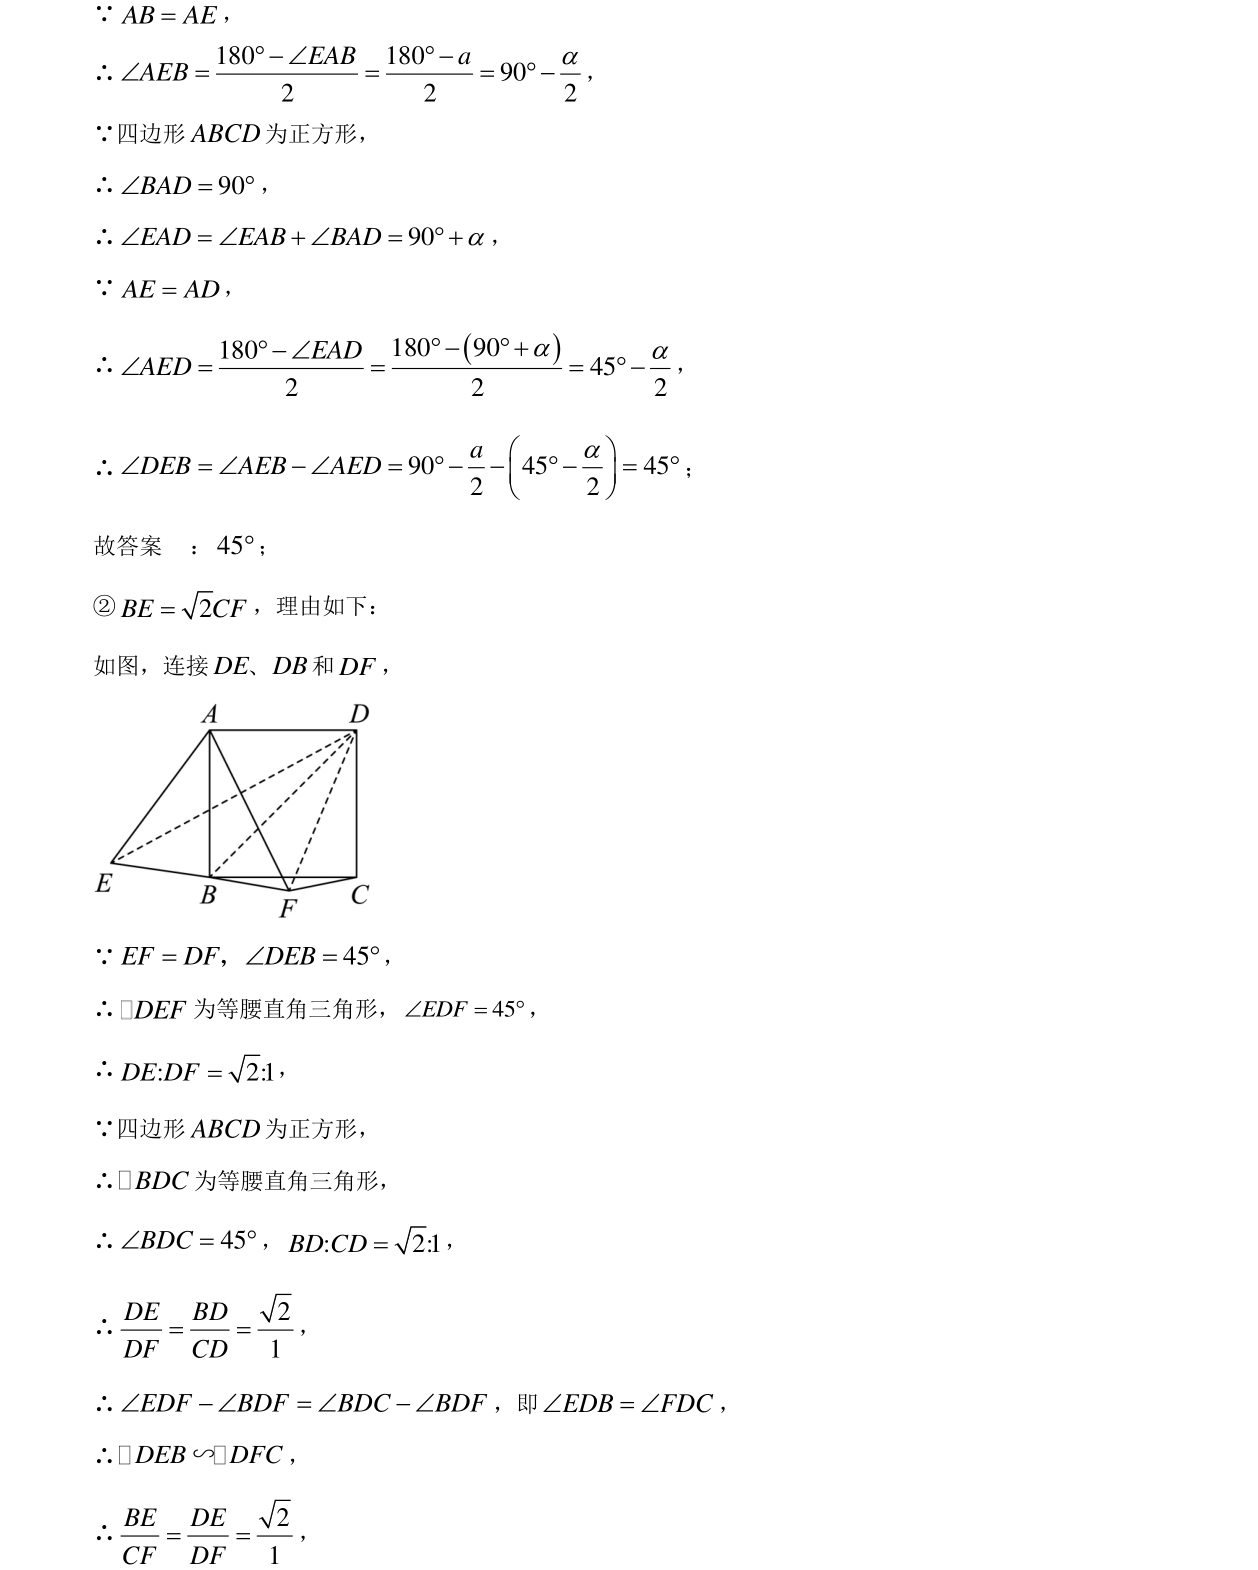 ∵ AB = AE，
∴ ∠AEB = (180° − ∠EAB)/2 = (180° − a)/2 = 90° − α/2，
∵四边形 ABCD 为正方形，
∴ ∠BAD = 90°，
∴ ∠EAD = ∠EAB + ∠BAD = 90° + α，
∵ AE = AD，
∴ ∠AED = (180° − ∠EAD)/2 = (180° − (90° + α))/2 = 45° − α/2，
∴ ∠DEB = ∠AEB − ∠AED = 90° − a/2 − (45° − α/2) = 45°；
故答案 ：45°；
②BE = √2CF，理由如下：
如图，连接 DE、DB 和 DF，
A D
E B F C
∵ EF = DF，∠DEB = 45°，
∴ □DEF 为等腰直角三角形，∠EDF = 45°，
∴ DE:DF = √2:1，
∵四边形 ABCD 为正方形，
∴□BDC 为等腰直角三角形，
∴ ∠BDC = 45°，BD:CD = √2:1，
∴ DE/DF = BD/CD = √2/1，
∴ ∠EDF − ∠BDF = ∠BDC − ∠BDF，即∠EDB = ∠FDC，
∴□DEB ∽□DFC，
∴ BE/CF = DE/DF = √2/1，